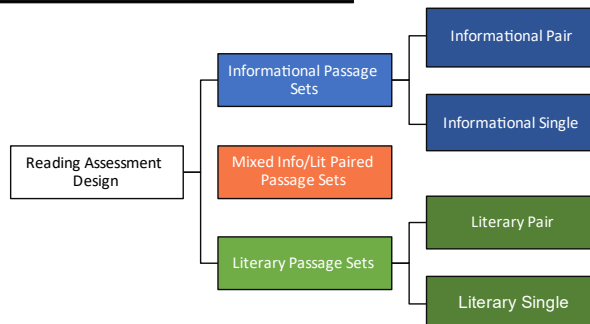 Reading Assessment
Design
Informational Passage
Sets
Mixed Info/Lit Paired
Passage Sets
Literary Passage Sets
Informational Pair
Informational Single
Literary Pair
Literary Single